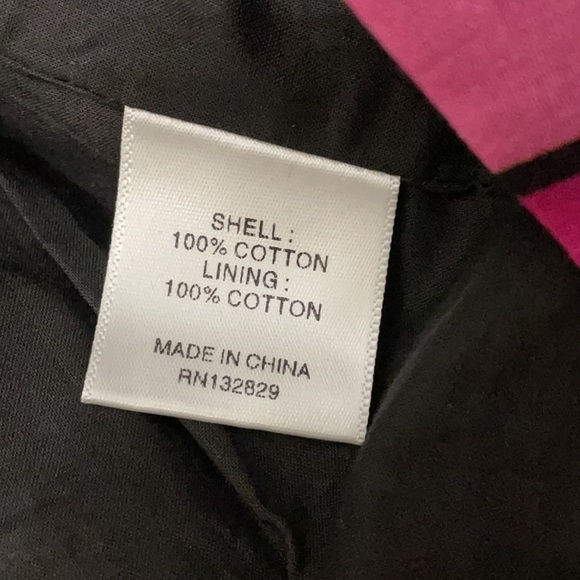 SHELL :
100% COTTON
LINING :
100% COTTON
MADE IN CHINA
RN132829